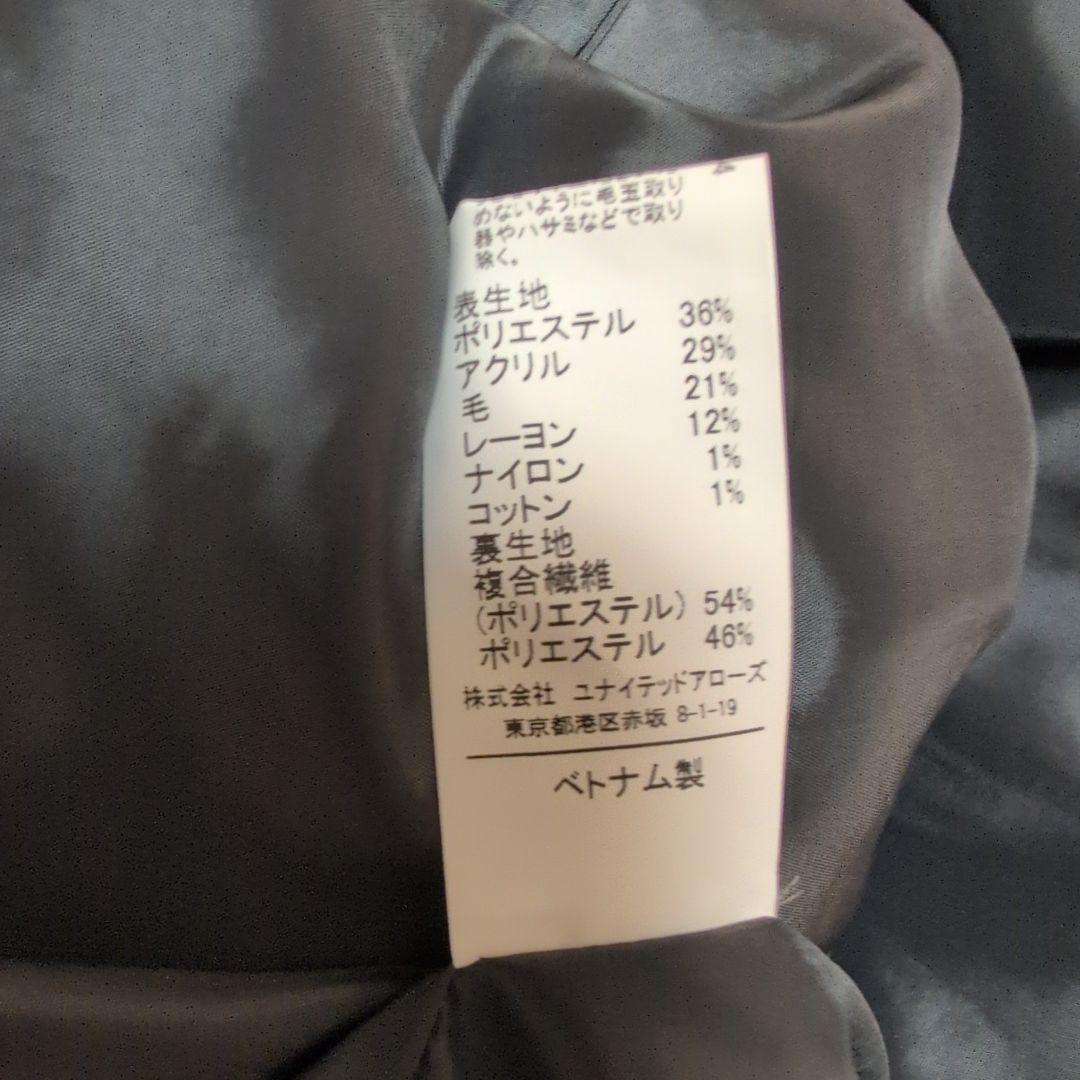 めないように毛玉取り
器やハサミなどで取り
除く。
表生地
ポリエステル 36%
アクリル 29%
毛 21%
レーヨン 12%
ナイロン 1%
コットン 1%
裏生地
複合繊維
(ポリエステル) 54%
ポリエステル 46%
株式会社 ユナイテッドアローズ
東京都港区赤坂 8-1-19
ベトナム製